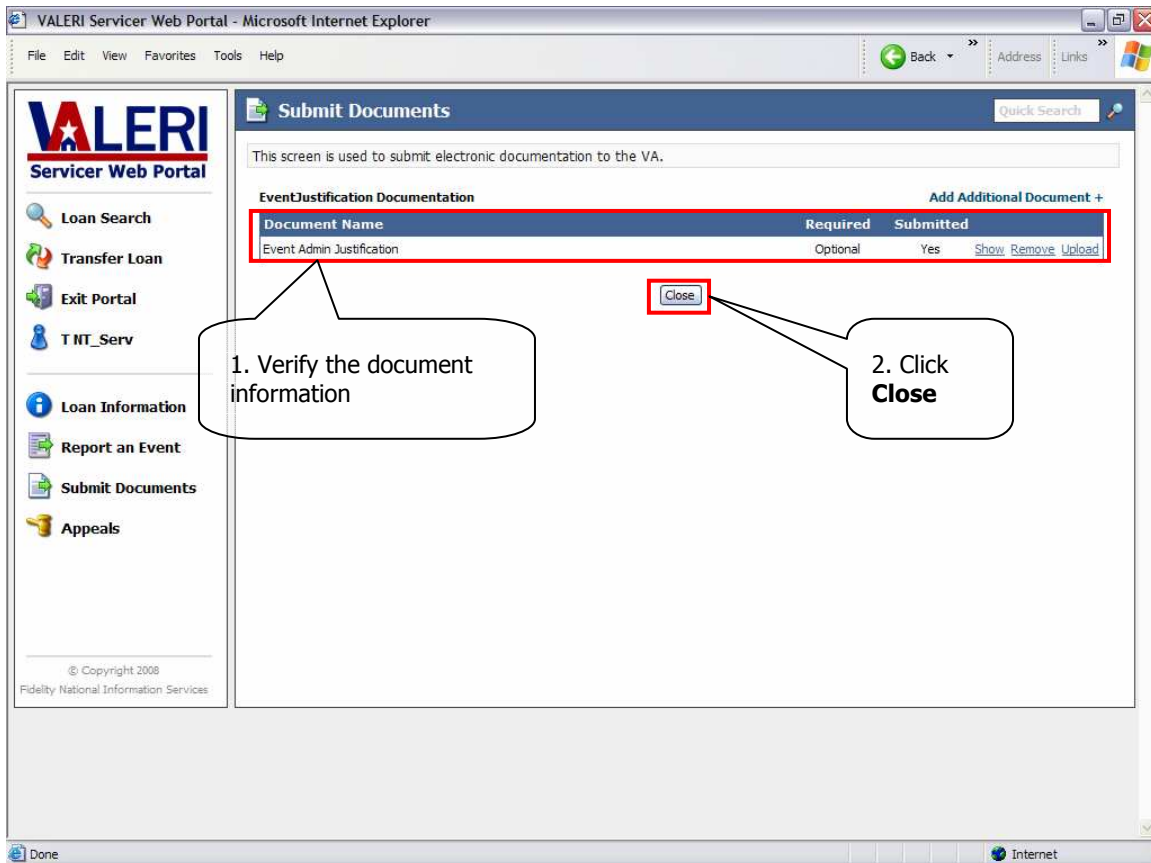 VALERI Servicer Web Portal - Microsoft Internet Explorer
File Edit View Favorites Tools Help
Back
»
Address
Links
»
VALERI
Servicer Web Portal
Loan Search
Transfer Loan
Exit Portal
TNT_Serv
Loan Information
Report an Event
Submit Documents
Appeals
© Copyright 2008
Fidelity National Information Services
Submit Documents
Quick Search
This screen is used to submit electronic documentation to the VA.
EventJustification Documentation
Add Additional Document +
Document Name Required Submitted
Event Admin Justification Optional Yes Show Remove Upload
Close
1. Verify the document
information
2. Click
Close
Done
Internet